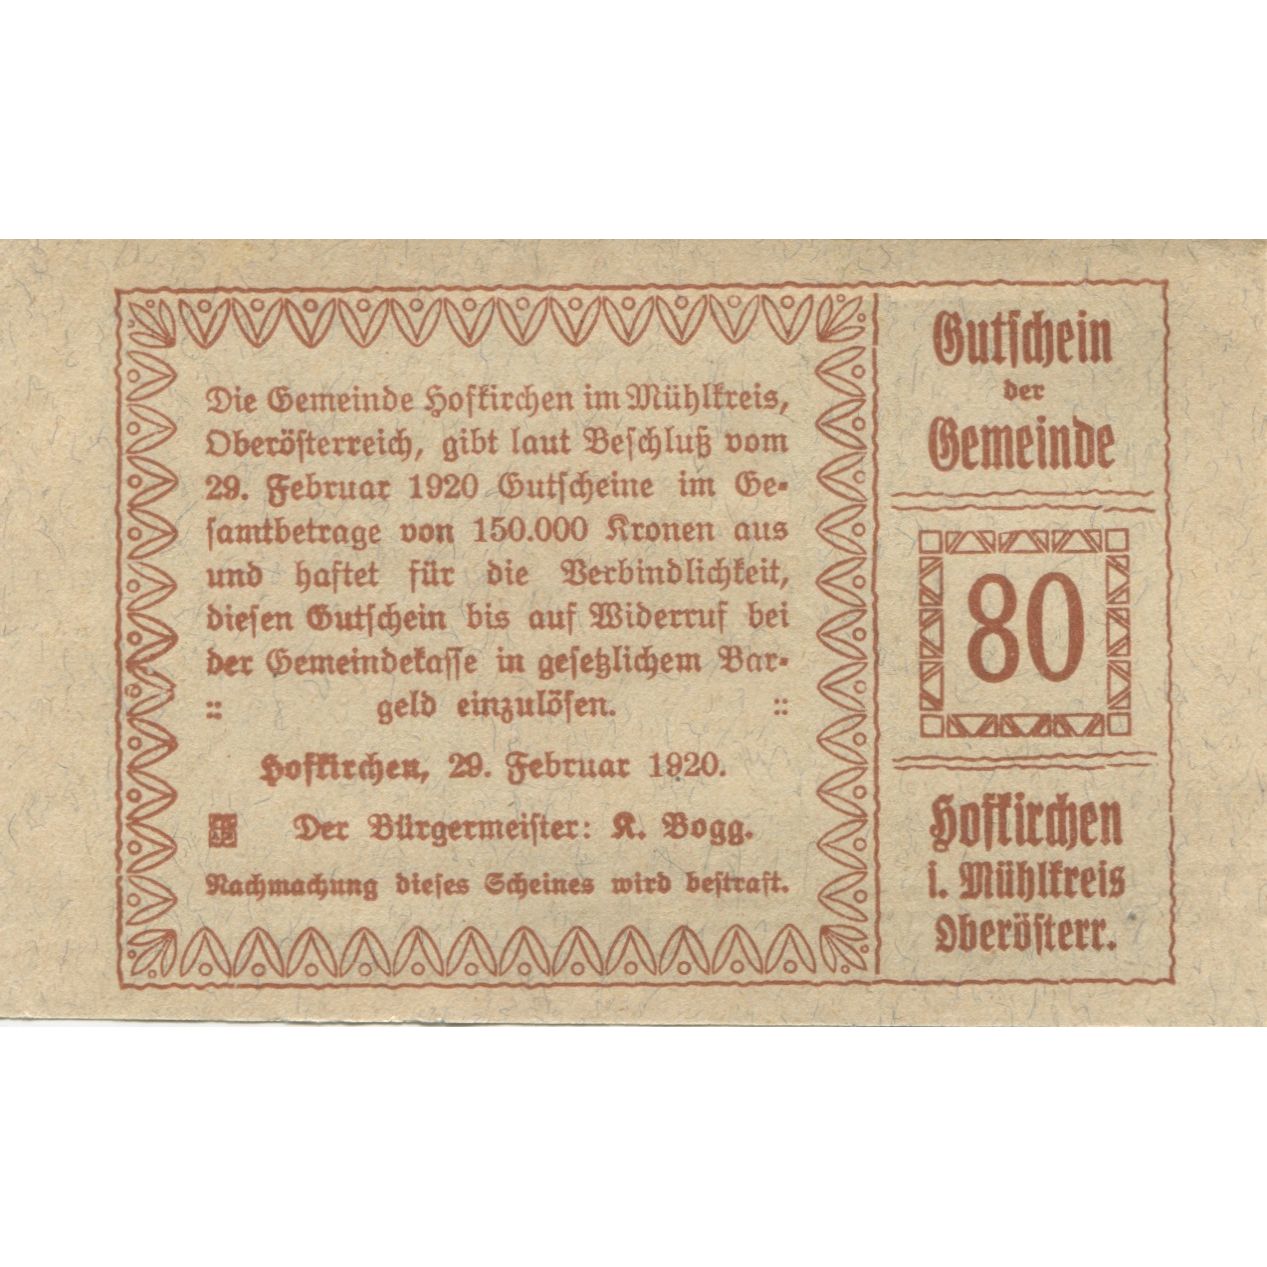 Die Gemeinde Hofkirchen im Mühlkreis,
Oberösterreich, gibt laut Beschluß vom
29. Februar 1920 Gutscheine im Ge-
samtbetrage von 150.000 Kronen aus
und haftet für die Verbindlichkeit,
diesen Gutschein bis auf Widerruf bei
der Gemeindekasse in gesetzlichem Bar-
:: geld einzulösen. ::
Hofkirchen, 29. Februar 1920.
Der Bürgermeister: K. Bogg.
Nachmachung dieses Scheines wird bestraft.
Gutschein
der
Gemeinde
80
Hofkirchen
i. Mühlkreis
Oberösterr.